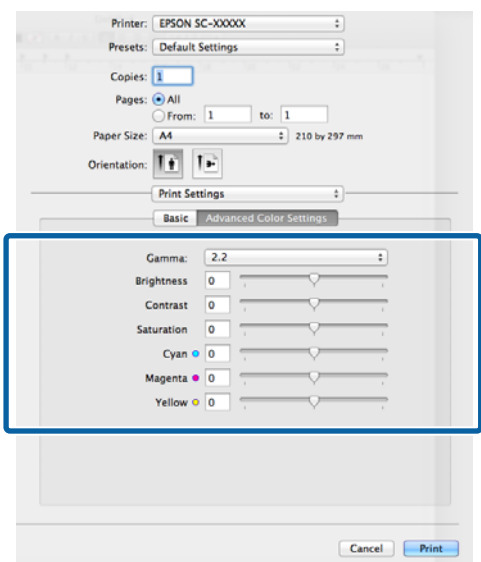 Printer: EPSON SC-XXXXX
Presets: Default Settings
Copies: 1
Pages: All
From: 1 to: 1
Paper Size: A4 210 by 297 mm
Orientation:
Print Settings
Basic Advanced Color Settings
Gamma: 2.2
Brightness 0
Contrast 0
Saturation 0
Cyan 0
Magenta 0
Yellow 0
Cancel Print